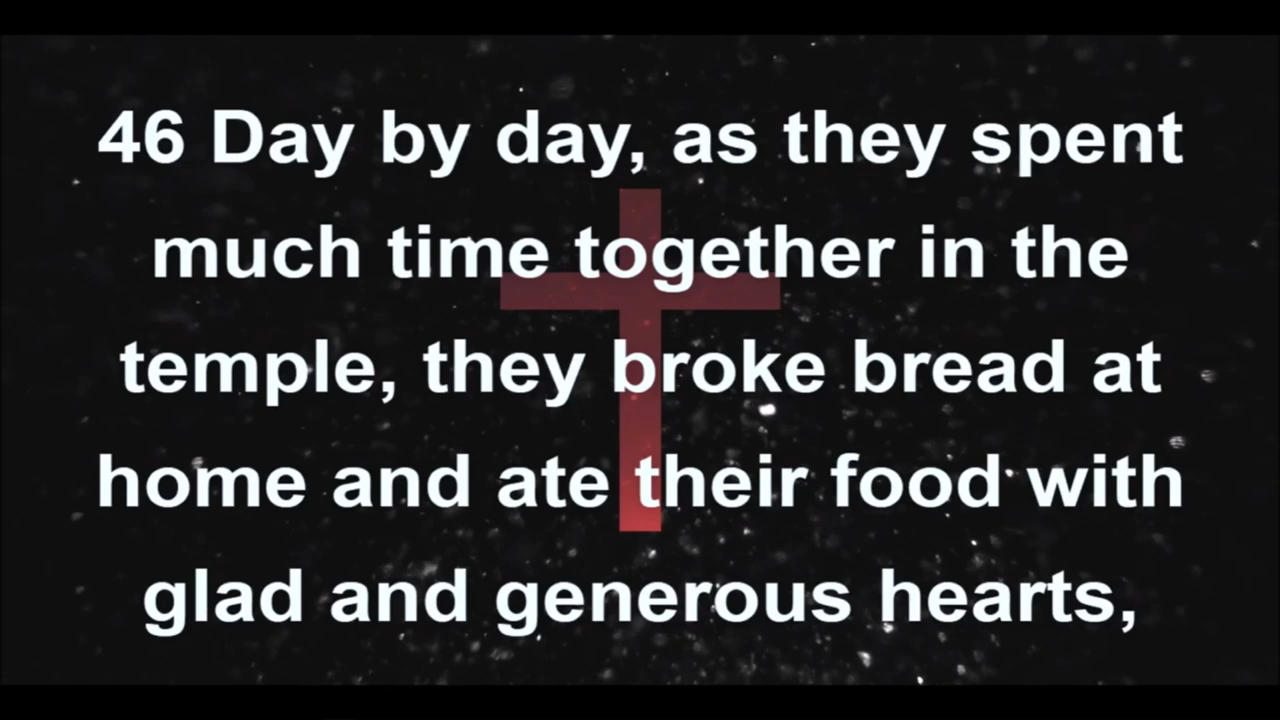 46 Day by day, as they spent
much time together in the
temple, they broke bread at
home and ate their food with
glad and generous hearts,